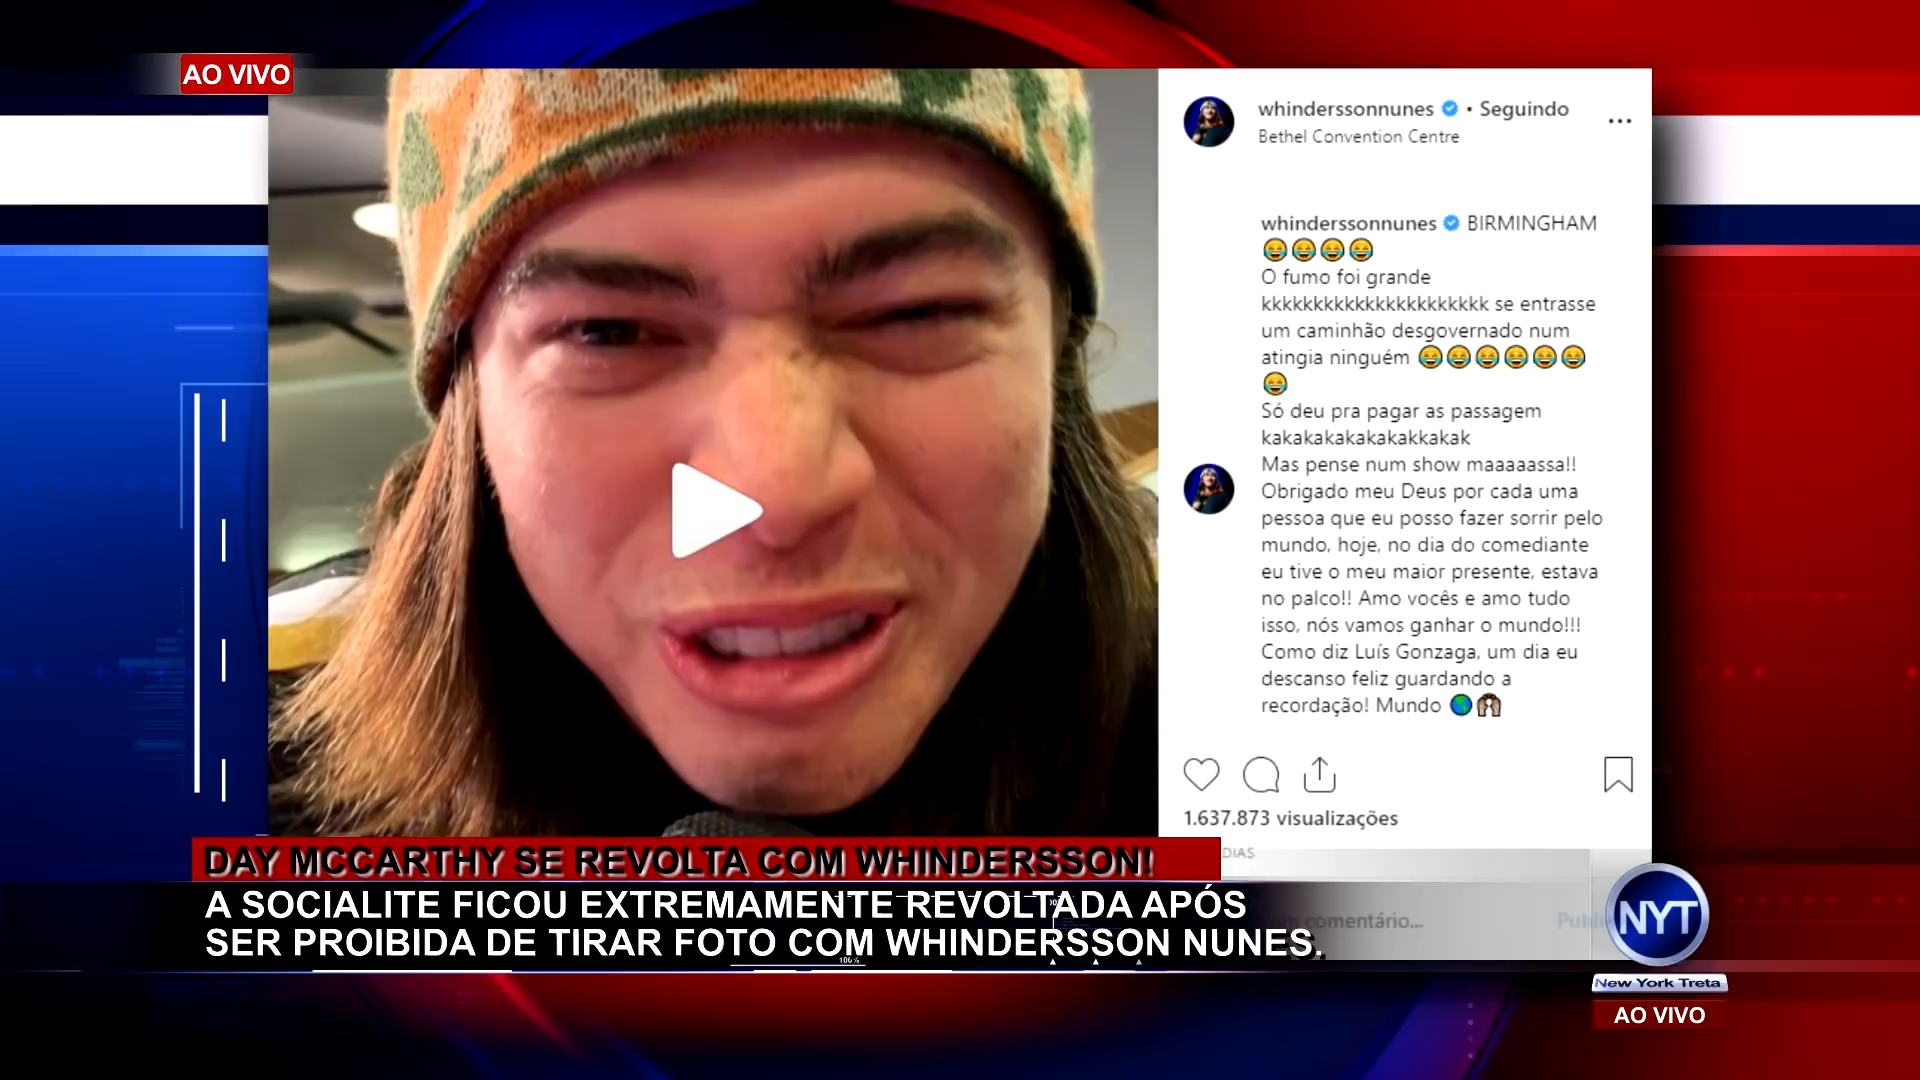 AO VIVO
whinderssonnunes • Seguindo
Bethel Convention Centre
whinderssonnunes BIRMINGHAM
😂😂😂😂
O fumo foi grande
kkkkkkkkkkkkkkkkkkkkkk se entrasse
um caminhão desgovernado num
atingia ninguém 😂😂😂😂😂😂
😂
Só deu pra pagar as passagem
kakakakakakakakkakak
Mas pense num show maaaaassa!!
Obrigado meu Deus por cada uma
pessoa que eu posso fazer sorrir pelo
mundo, hoje, no dia do comediante
eu tive o meu maior presente, estava
no palco!! Amo vocês e amo tudo
isso, nós vamos ganhar o mundo!!!
Como diz Luís Gonzaga, um dia eu
descanso feliz guardando a
recordação! Mundo 🌎🙌
1.637.873 visualizações
DIAS
comentário...
DAY MCCARTHY SE REVOLTA COM WHINDERSSON!
A SOCIALITE FICOU EXTREMAMENTE REVOLTADA APÓS
SER PROIBIDA DE TIRAR FOTO COM WHINDERSSON NUNES.
100%
NYT
New York Treta
AO VIVO